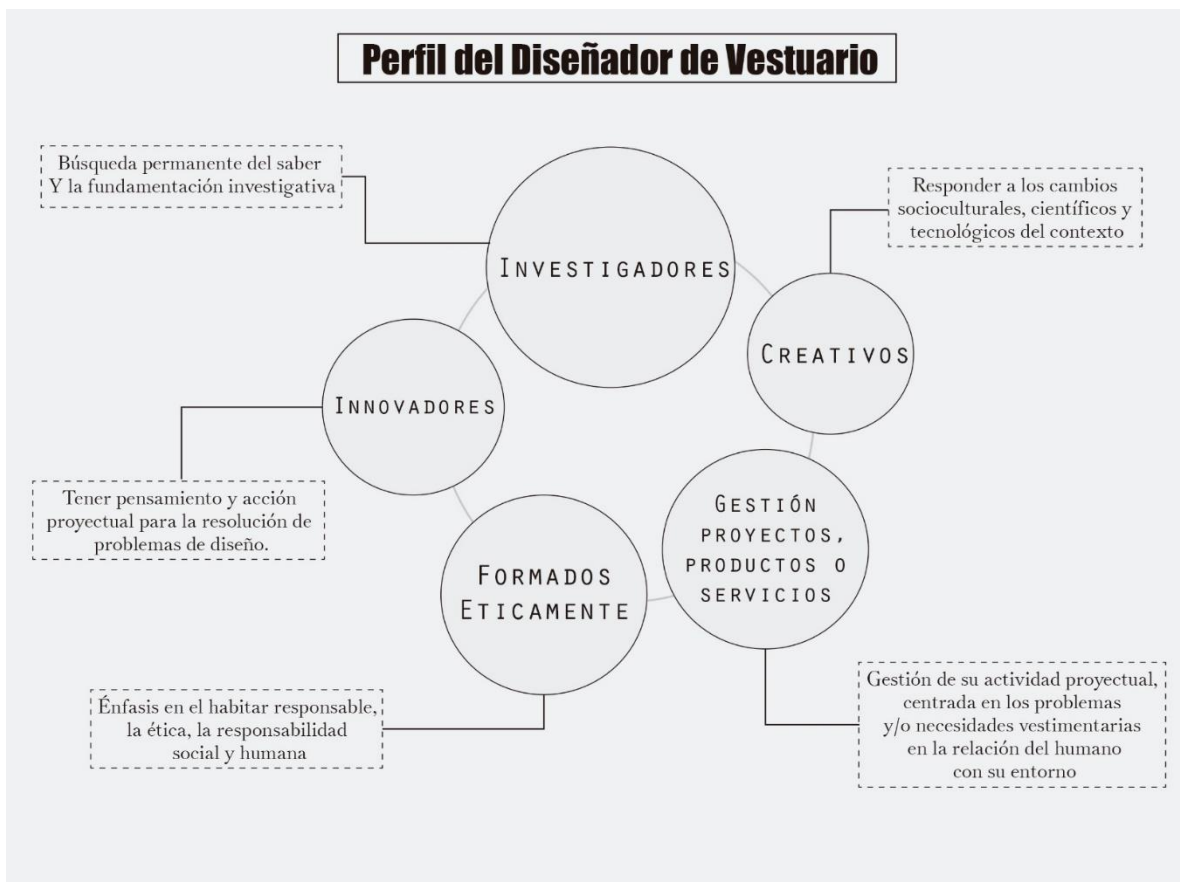 Perfil del Diseñador de Vestuario
Búsqueda permanente del saber
Y la fundamentación investigativa
INVESTIGADORES
Responder a los cambios
socioculturales, científicos y
tecnológicos del contexto
CREATIVOS
INNOVADORES
Tener pensamiento y acción
proyectual para la resolución de
problemas de diseño.
GESTIÓN
PROYECTOS,
PRODUCTOS O
SERVICIOS
FORMADOS
ETICAMENTE
Énfasis en el habitar responsable,
la ética, la responsabilidad
social y humana
Gestión de su actividad proyectual,
centrada en los problemas
y/o necesidades vestimentarias
en la relación del humano
con su entorno